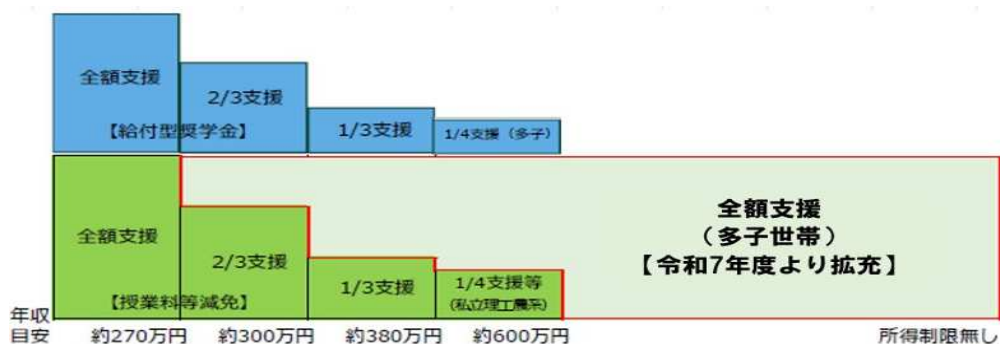 全額支援
2/3支援
【給付型奨学金】
1/3支援
1/4支援（多子）
全額支援
（多子世帯）
【令和7年度より拡充】
全額支援
2/3支援
1/3支援
1/4支援等
(私立理工農系)
【授業料等減免】
年収
目安 約270万円 約300万円 約380万円 約600万円 所得制限無し